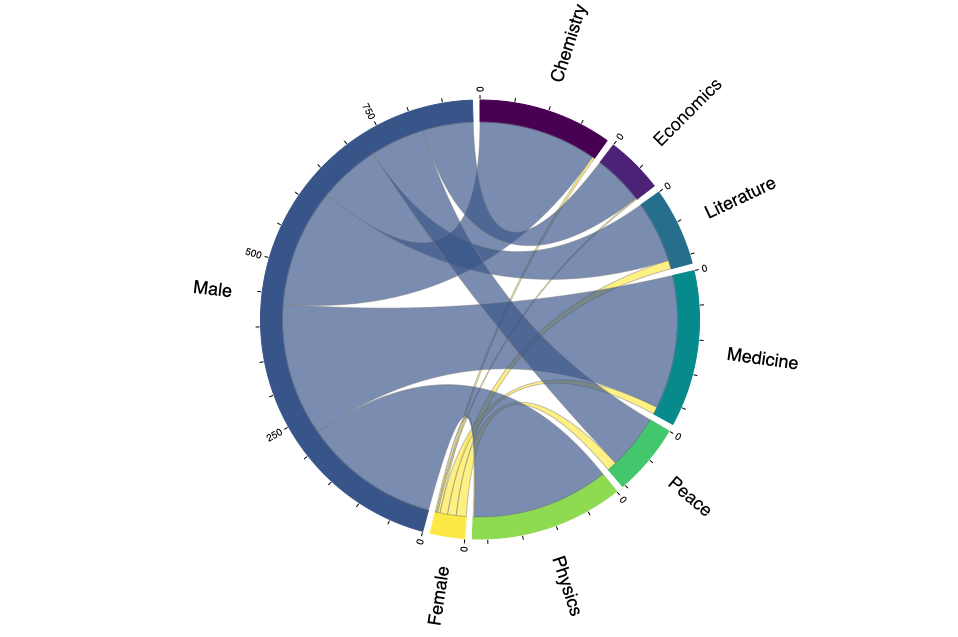 Chemistry
Economics
Literature
Medicine
Peace
Physics
Female
Male
0
0
0
0
0
0
0
0
250
500
750